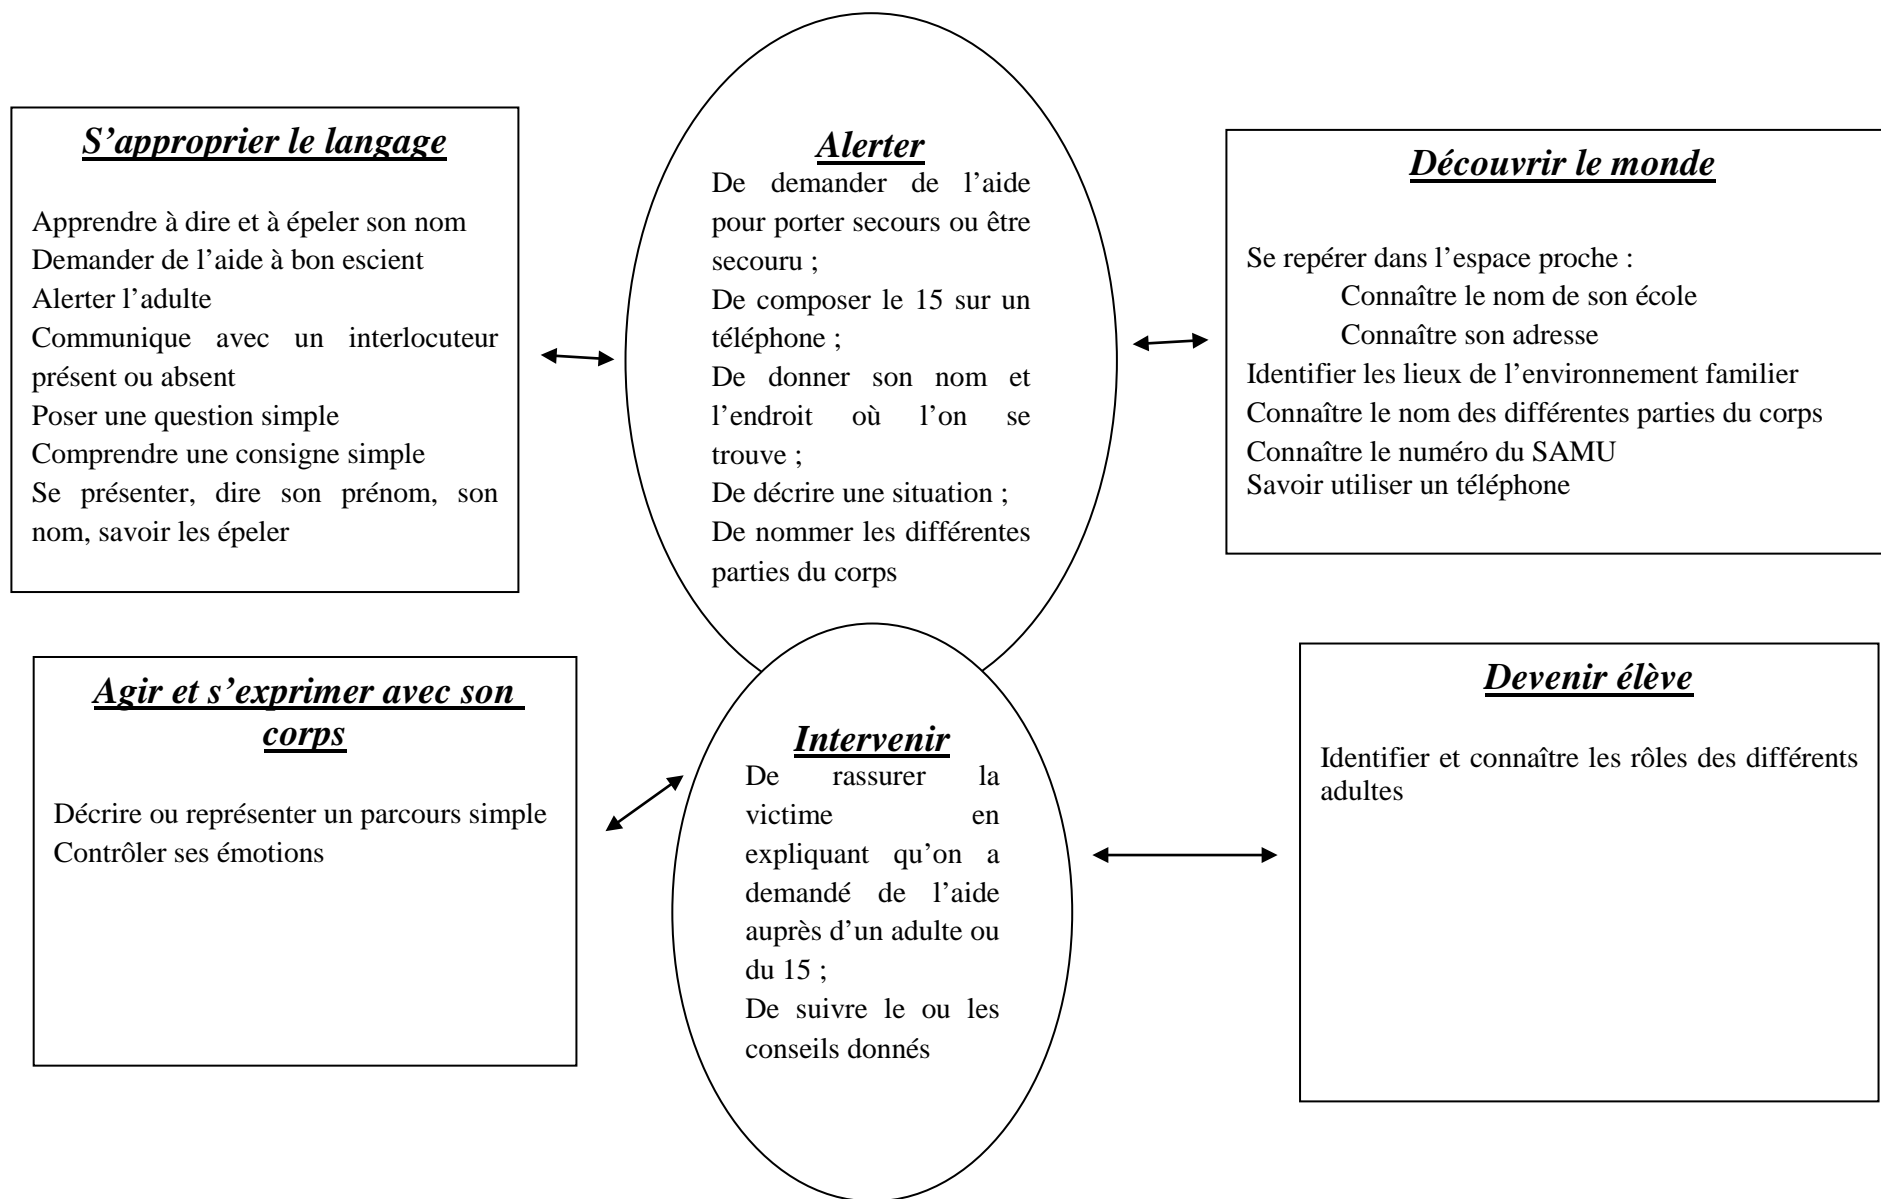 S’approprier le langage
Apprendre à dire et à épeler son nom
Demander de l’aide à bon escient
Alerter l’adulte
Communique avec un interlocuteur
présent ou absent
Poser une question simple
Comprendre une consigne simple
Se présenter, dire son prénom, son
nom, savoir les épeler
Alerter
De demander de l’aide
pour porter secours ou être
secouru ;
De composer le 15 sur un
téléphone ;
De donner son nom et
l’endroit où l’on se
trouve ;
De décrire une situation ;
De nommer les différentes
parties du corps
Découvrir le monde
Se repérer dans l’espace proche :
Connaître le nom de son école
Connaître son adresse
Identifier les lieux de l’environnement familier
Connaître le nom des différentes parties du corps
Connaître le numéro du SAMU
Savoir utiliser un téléphone
Agir et s’exprimer avec son
corps
Décrire ou représenter un parcours simple
Contrôler ses émotions
Intervenir
De rassurer la
victime en
expliquant qu’on a
demandé de l’aide
auprès d’un adulte ou
du 15 ;
De suivre le ou les
conseils donnés
Devenir élève
Identifier et connaître les rôles des différents
adultes